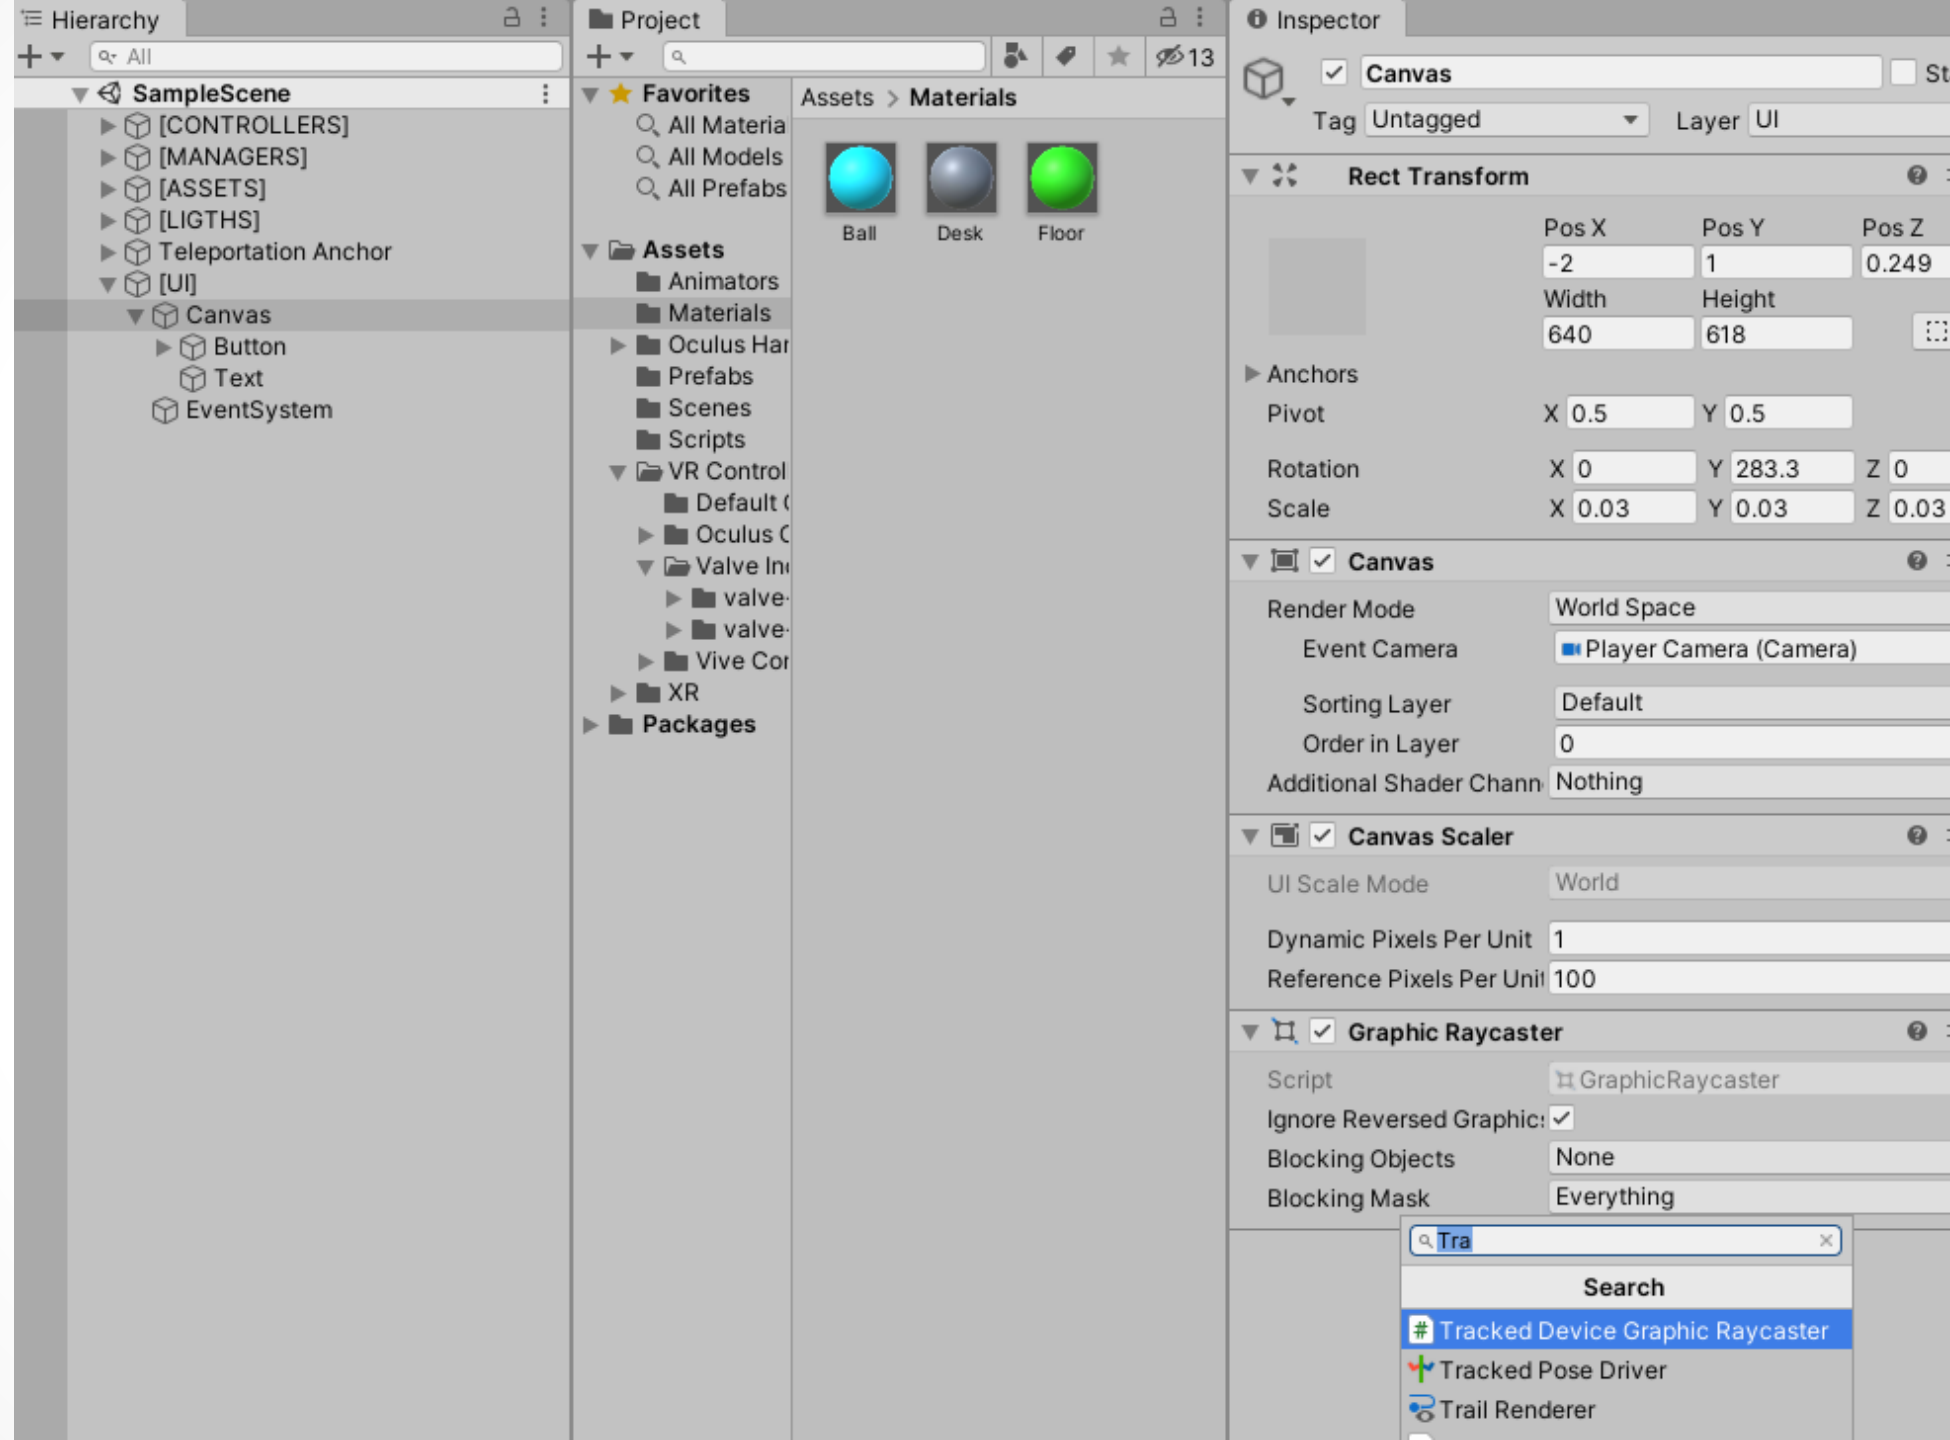 Hierarchy
All
SampleScene
[CONTROLLERS]
[MANAGERS]
[ASSETS]
[LIGTHS]
Teleportation Anchor
[UI]
Canvas
Button
Text
EventSystem
Project
13
Favorites
All Materia
All Models
All Prefabs
Assets
Animators
Materials
Oculus Har
Prefabs
Scenes
Scripts
VR Control
Default
Oculus
Valve In
valve-
valve-
Vive Cor
XR
Packages
Assets > Materials
Ball Desk Floor
Inspector
Canvas St
Tag Untagged Layer UI
Rect Transform
Pos X Pos Y Pos Z
-2 1 0.249
Width Height
640 618
Anchors
Pivot X 0.5 Y 0.5
Rotation X 0 Y 283.3 Z 0
Scale X 0.03 Y 0.03 Z 0.03
Canvas
Render Mode World Space
Event Camera Player Camera (Camera)
Sorting Layer Default
Order in Layer 0
Additional Shader Chann Nothing
Canvas Scaler
UI Scale Mode World
Dynamic Pixels Per Unit 1
Reference Pixels Per Unit 100
Graphic Raycaster
Script GraphicRaycaster
Ignore Reversed Graphics
Blocking Objects None
Blocking Mask Everything
Tra
Search
# Tracked Device Graphic Raycaster
Tracked Pose Driver
Trail Renderer